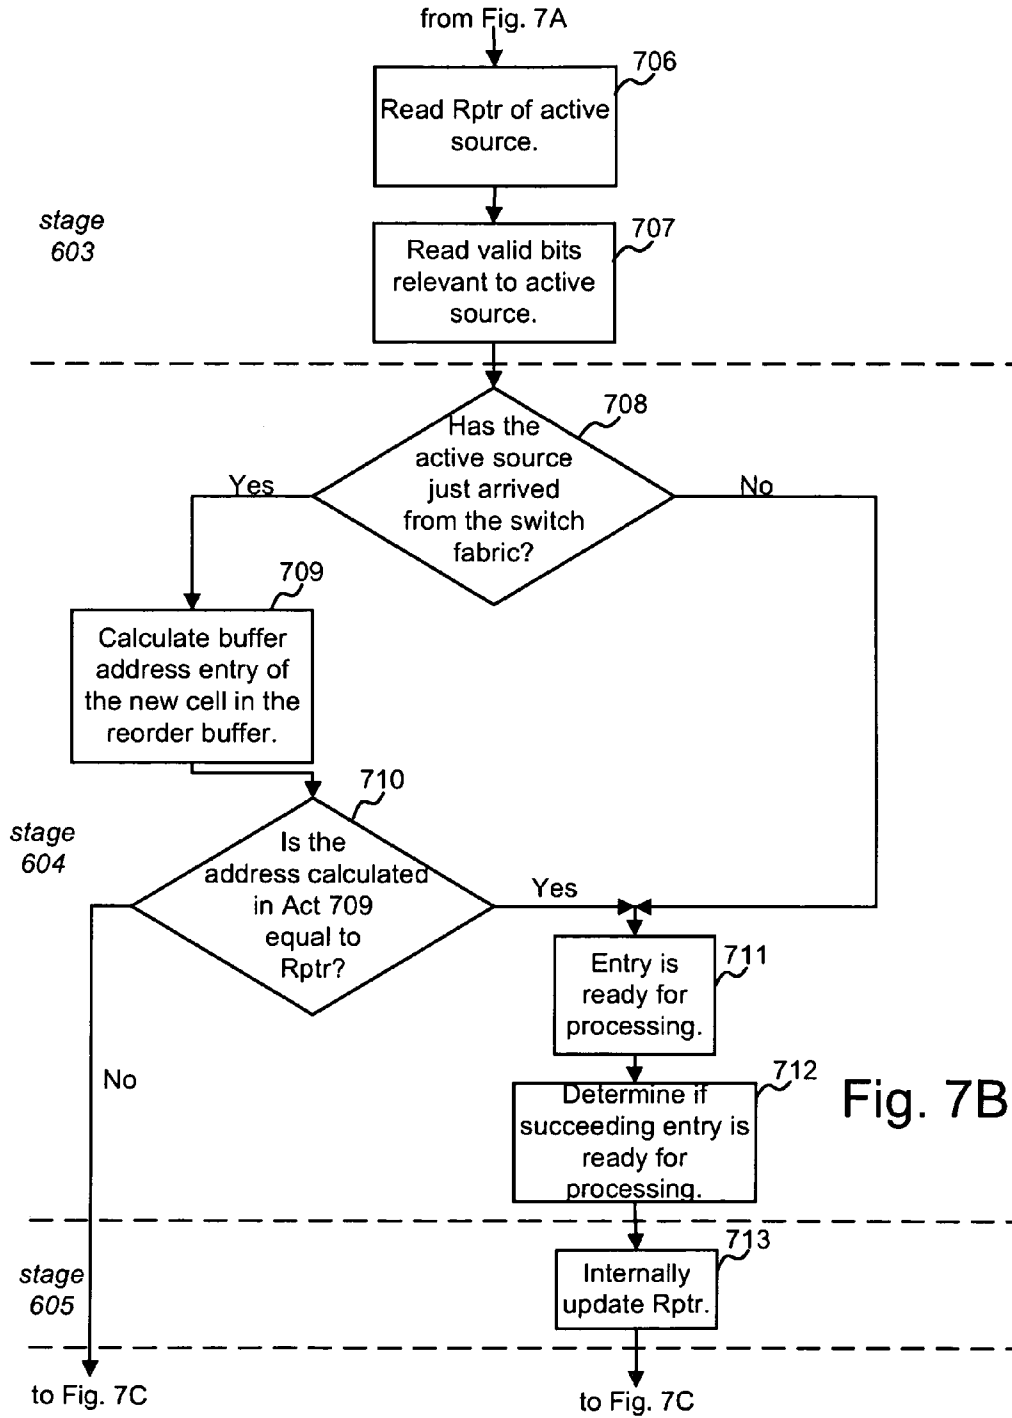 from Fig. 7A
706
Read Rptr of active
source.
stage
603
707
Read valid bits
relevant to active
source.
708
Has the
active source
just arrived
from the switch
fabric?
Yes
No
709
Calculate buffer
address entry of
the new cell in the
reorder buffer.
710
stage
604
Is the
address calculated
in Act 709
equal to
Rptr?
Yes
711
Entry is
ready for
processing.
No
712
Determine if
succeeding entry is
ready for
processing.
Fig. 7B
713
stage
605
Internally
update Rptr.
to Fig. 7C
to Fig. 7C